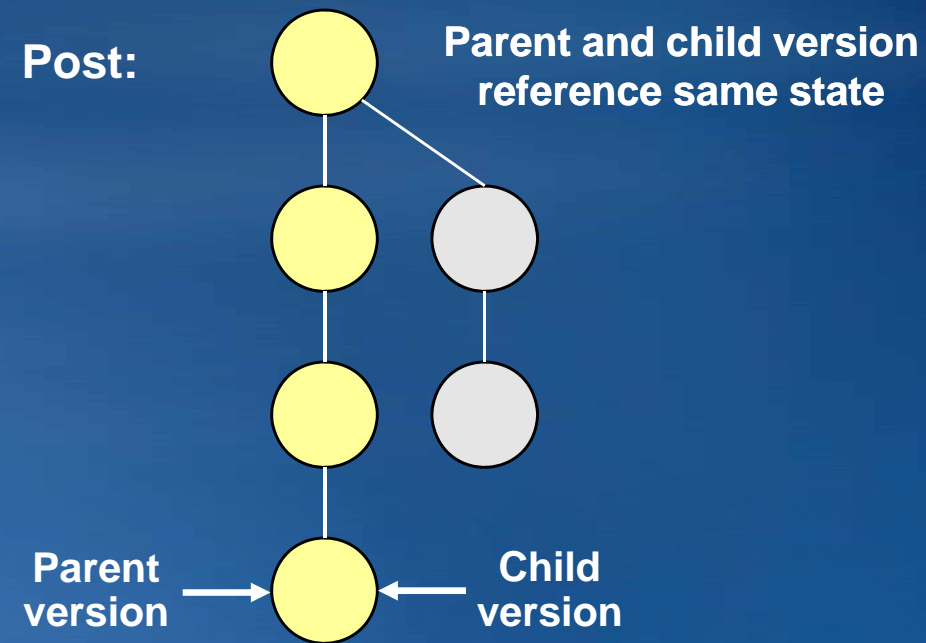 Post:
Parent and child version
reference same state
Parent
version
Child
version